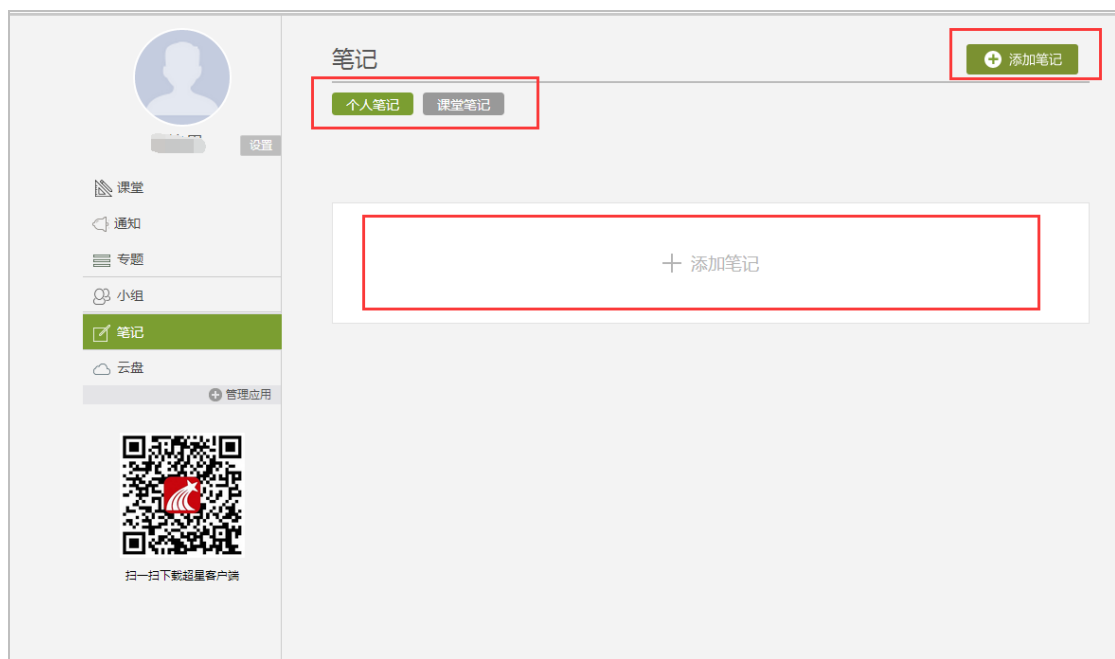 设置
课堂
通知
专题
小组
笔记
云盘
管理应用
扫一扫下载超星客户端
笔记
添加笔记
个人笔记 课堂笔记
添加笔记